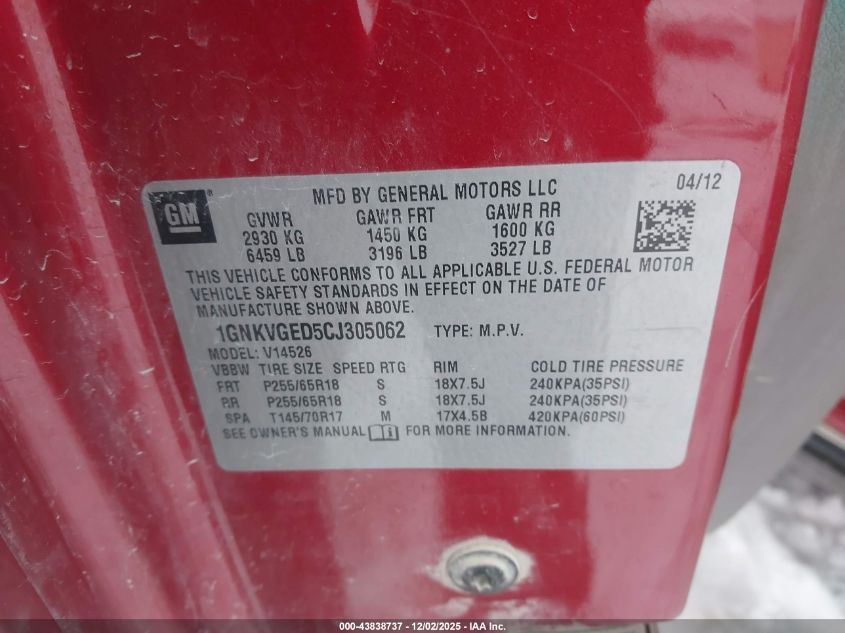 MFD BY GENERAL MOTORS LLC 04/12
GM
GVWR GAWR FRT GAWR RR
2930 KG 1450 KG 1600 KG
6459 LB 3196 LB 3527 LB
THIS VEHICLE CONFORMS TO ALL APPLICABLE U.S. FEDERAL MOTOR
VEHICLE SAFETY STANDARDS IN EFFECT ON THE DATE OF
MANUFACTURE SHOWN ABOVE.
1GNKVGED5CJ305062 TYPE: M.P.V.
MODEL: V14526
VBBW TIRE SIZE SPEED RTG RIM COLD TIRE PRESSURE
FRT P255/65R18 S 18X7.5J 240KPA(35PSI)
RR P255/65R18 S 18X7.5J 240KPA(35PSI)
SPA T145/70R17 M 17X4.5B 420KPA(60PSI)
SEE OWNER'S MANUAL FOR MORE INFORMATION.
000-43838737 - 12/02/2025 - IAA Inc.